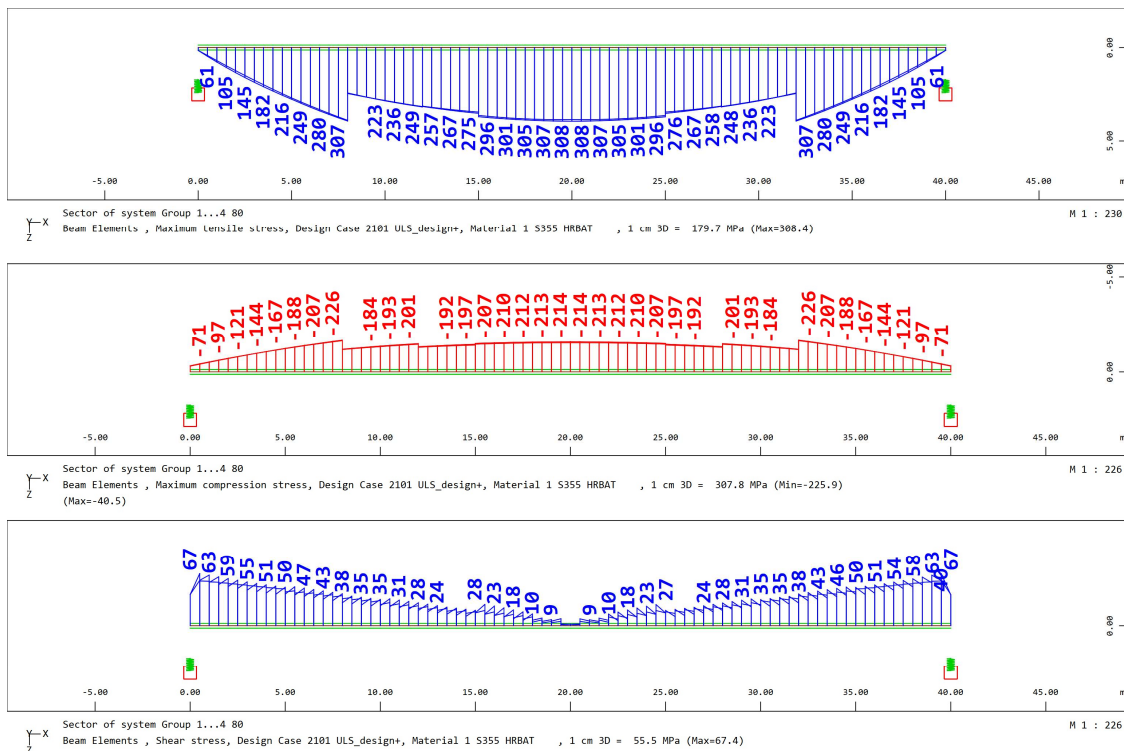 0.00
61 105 145 182 216 249 280 307 223 236 249 257 267 275 296 301 305 307 308 308 307 305 301 296 276 267 258 248 236 223 307 280 249 216 182 145 105 61
5.00
-5.00 0.00 5.00 10.00 15.00 20.00 25.00 30.00 35.00 40.00 45.00 m
Y X Z
Sector of system Group 1...4 80 M 1 : 230
Beam Elements , Maximum tensile stress, Design Case 2101 ULS_design+, Material 1 S355 HRBAT , 1 cm 3D = 179.7 MPa (Max=308.4)
-5.00
-71 -97 -121 -144 -167 -188 -207 -226 -184 -193 -201 -192 -197 -207 -210 -212 -213 -214 -214 -213 -212 -210 -207 -197 -192 -201 -193 -184 -226 -207 -188 -167 -144 -121 -97 -71
0.00
-5.00 0.00 5.00 10.00 15.00 20.00 25.00 30.00 35.00 40.00 45.00 m
Y X Z
Sector of system Group 1...4 80 M 1 : 226
Beam Elements , Maximum compression stress, Design Case 2101 ULS_design+, Material 1 S355 HRBAT , 1 cm 3D = 307.8 MPa (Min=-225.9)
(Max=-40.5)
67 63 59 55 51 50 47 43 38 35 35 31 28 24 28 23 18 10 9 9 10 18 23 27 24 28 31 35 35 38 43 46 50 51 54 58 63 40 67
0.00
-5.00 0.00 5.00 10.00 15.00 20.00 25.00 30.00 35.00 40.00 45.00 m
Y X Z
Sector of system Group 1...4 80 M 1 : 226
Beam Elements , Shear stress, Design Case 2101 ULS_design+, Material 1 S355 HRBAT , 1 cm 3D = 55.5 MPa (Max=67.4)